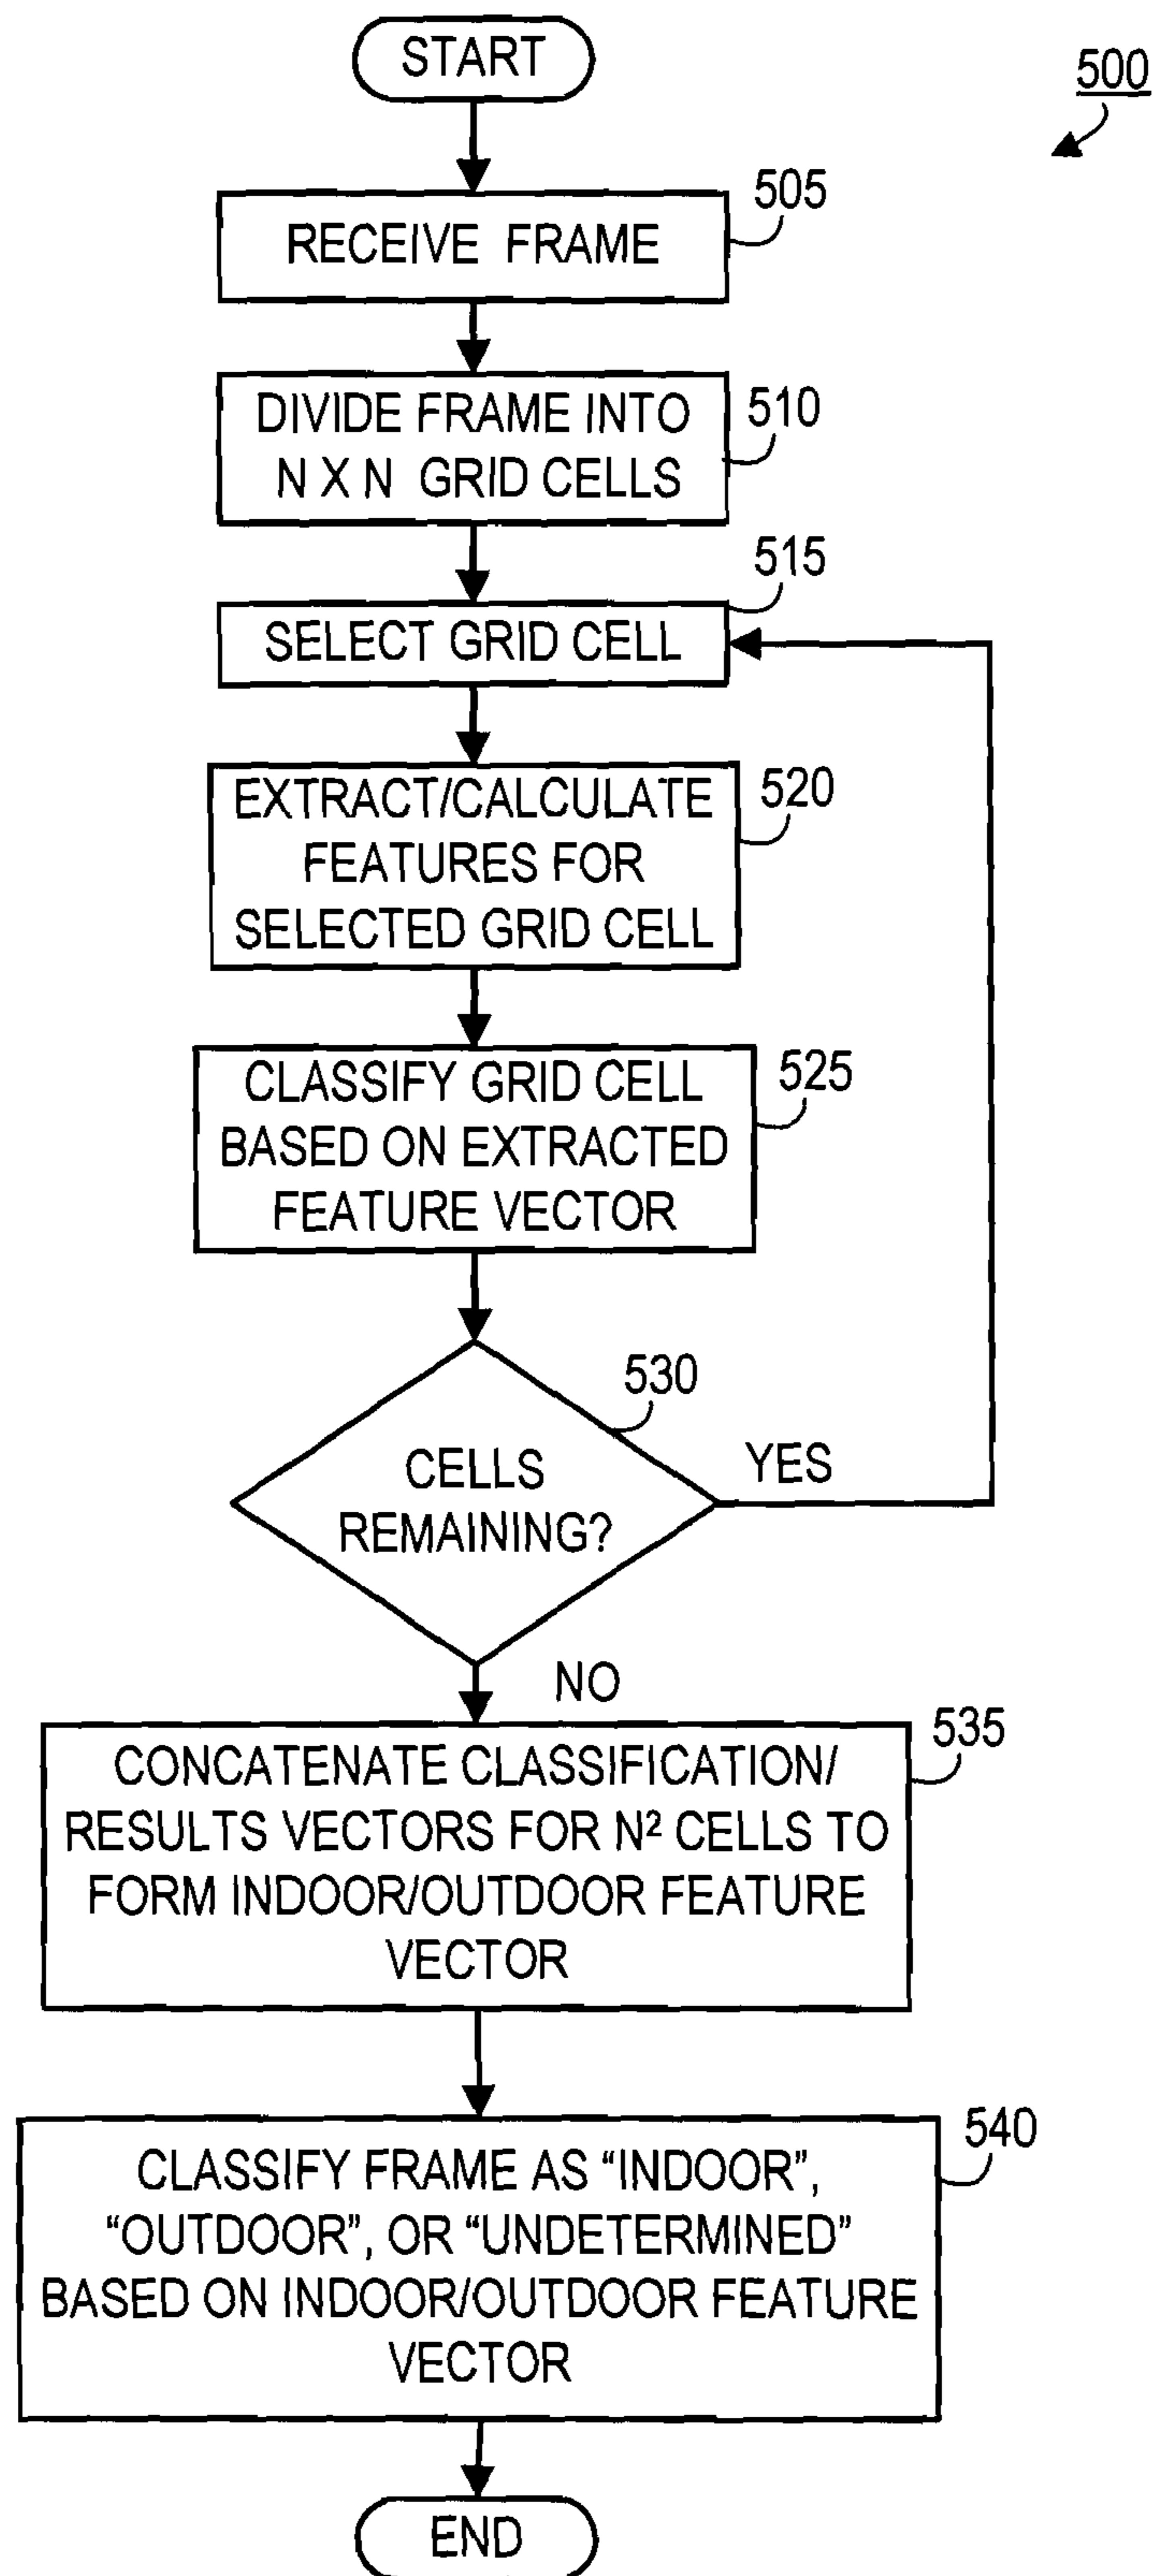 START
500
505
RECEIVE FRAME
DIVIDE FRAME INTO
N X N GRID CELLS
510
515
SELECT GRID CELL
EXTRACT/CALCULATE
FEATURES FOR
SELECTED GRID CELL
520
CLASSIFY GRID CELL
BASED ON EXTRACTED
FEATURE VECTOR
525
530
CELLS
REMAINING?
YES
NO
535
CONCATENATE CLASSIFICATION/
RESULTS VECTORS FOR N² CELLS TO
FORM INDOOR/OUTDOOR FEATURE
VECTOR
540
CLASSIFY FRAME AS “INDOOR”,
“OUTDOOR”, OR “UNDETERMINED”
BASED ON INDOOR/OUTDOOR FEATURE
VECTOR
END